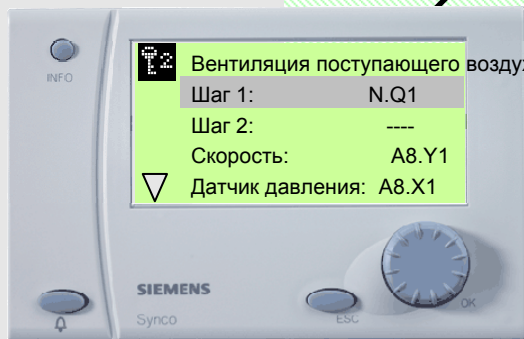 INFO
2
Вентиляция поступающего возду
Шаг 1: N.Q1
Шаг 2: ----
Скорость: A8.Y1
Датчик давления: A8.X1
SIEMENS
Synco
ESC
OK